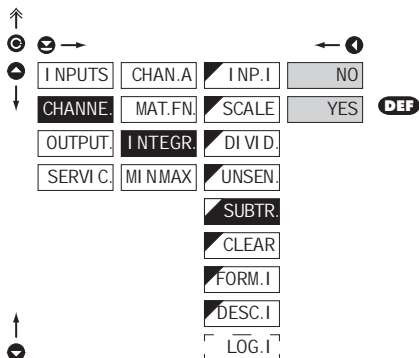 INPUTS CHAN.A INP.I NO
CHANNE. MAT.FN. SCALE YES DEF
OUTPUT. INTEGR. DIVID.
SERVIC. MINMAX UNSEN.
SUBTR.
CLEAR
FORM.I
DESC.I
LOG.I